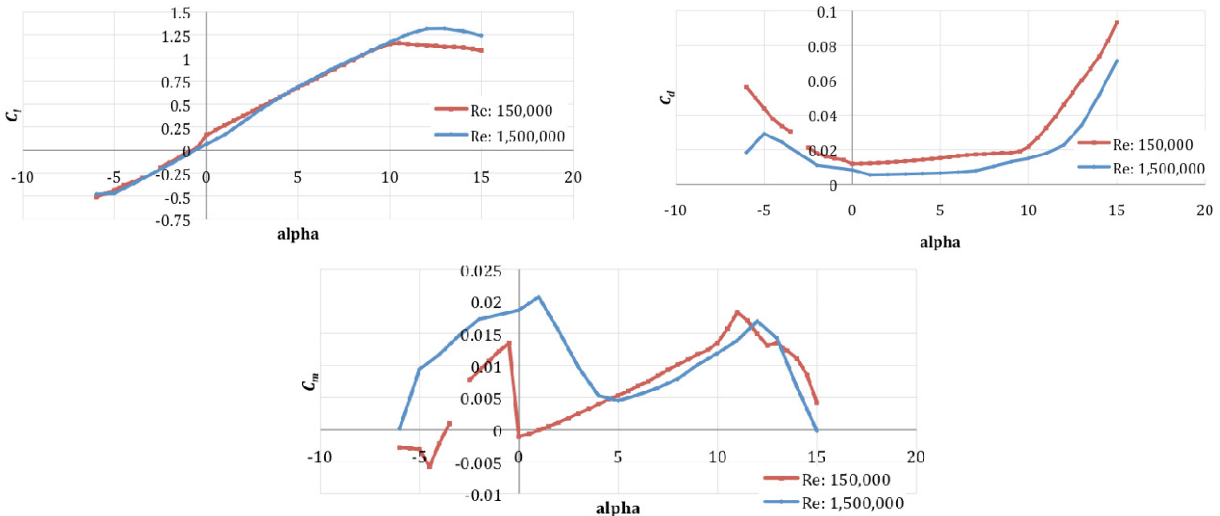 1.5
1.25
1
0.75
0.5
0.25
0
-0.25
-0.5
-0.75
-10 -5 0 5 10 15 20
C_l
alpha
Re: 150,000
Re: 1,500,000
0.1
0.08
0.06
0.04
0.02
0
-10 -5 0 5 10 15 20
C_d
alpha
Re: 150,000
Re: 1,500,000
0.025
0.02
0.015
0.01
0.005
0
-0.005
-0.01
-10 -5 0 5 10 15 20
C_m
alpha
Re: 150,000
Re: 1,500,000